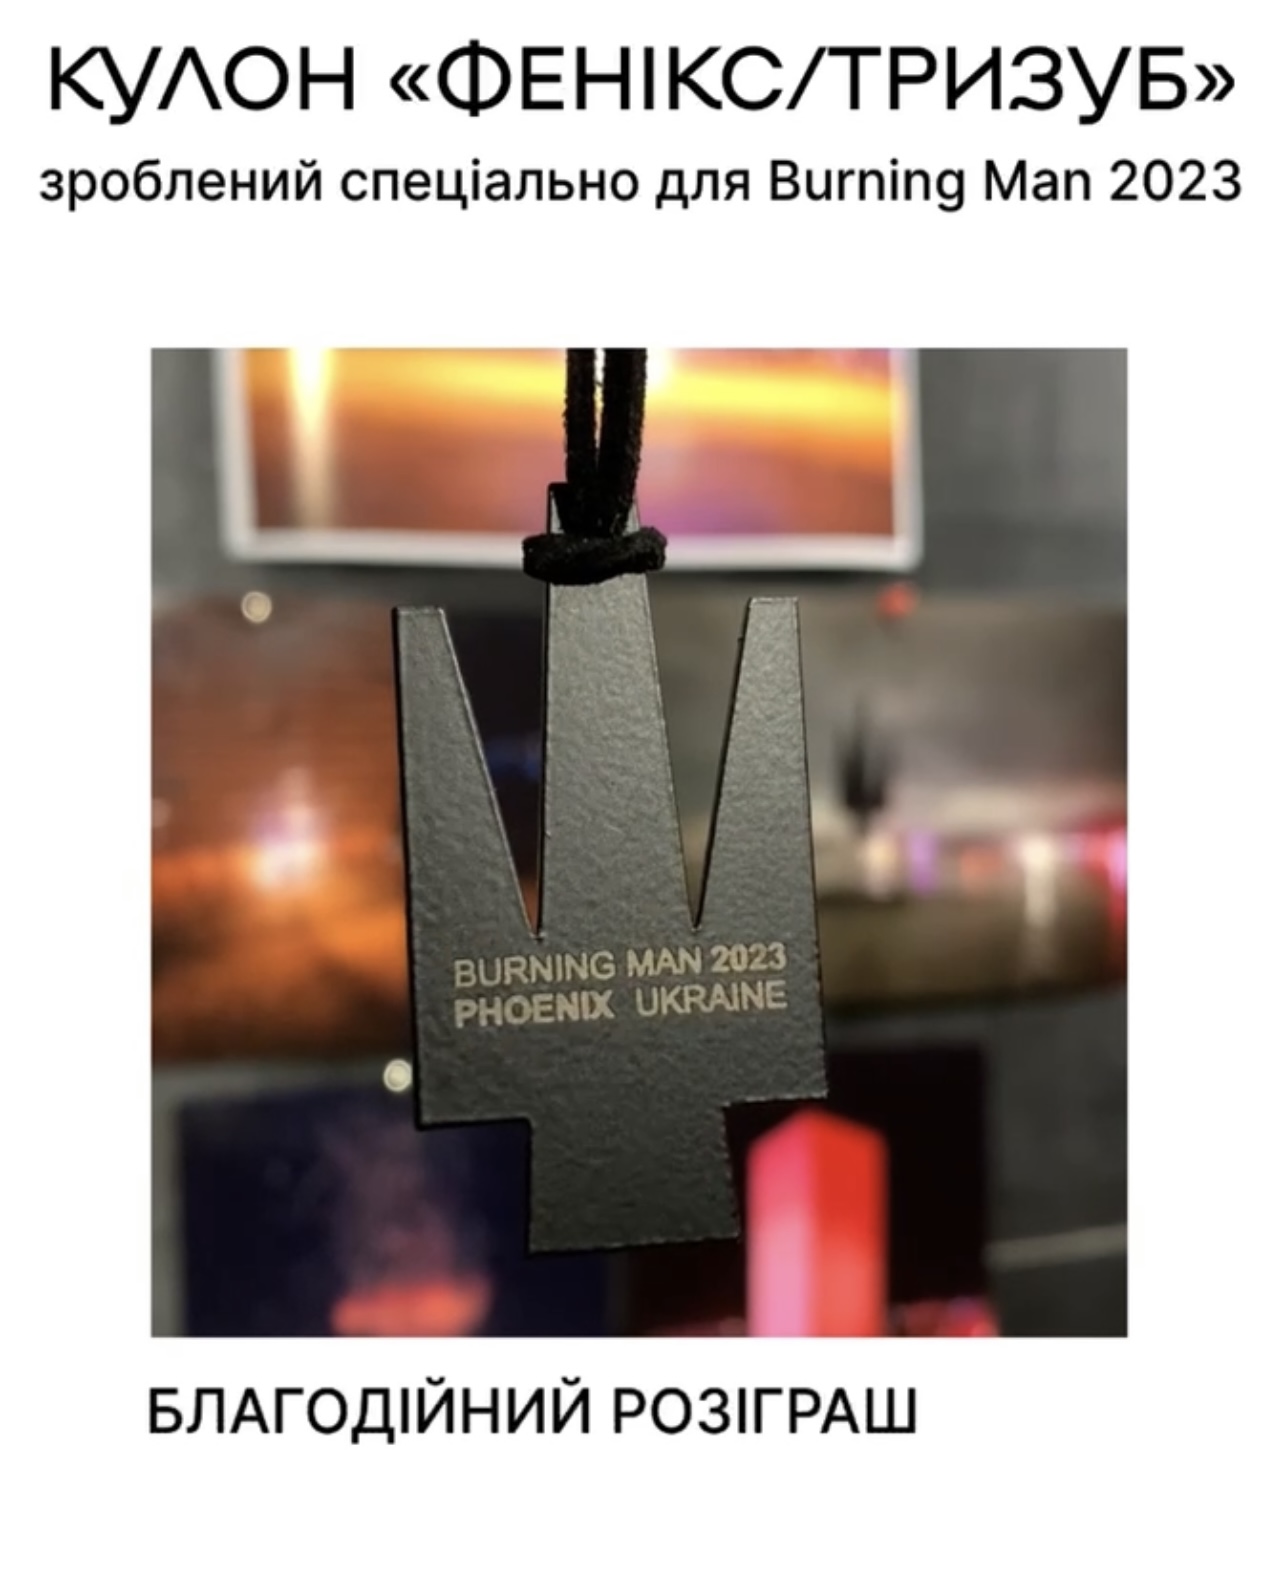 КУЛОН «ФЕНІКС/ТРИЗУБ»
зроблений спеціально для Burning Man 2023
BURNING MAN 2023
PHOENIX UKRAINE
БЛАГОДІЙНИЙ РОЗІГРАШ